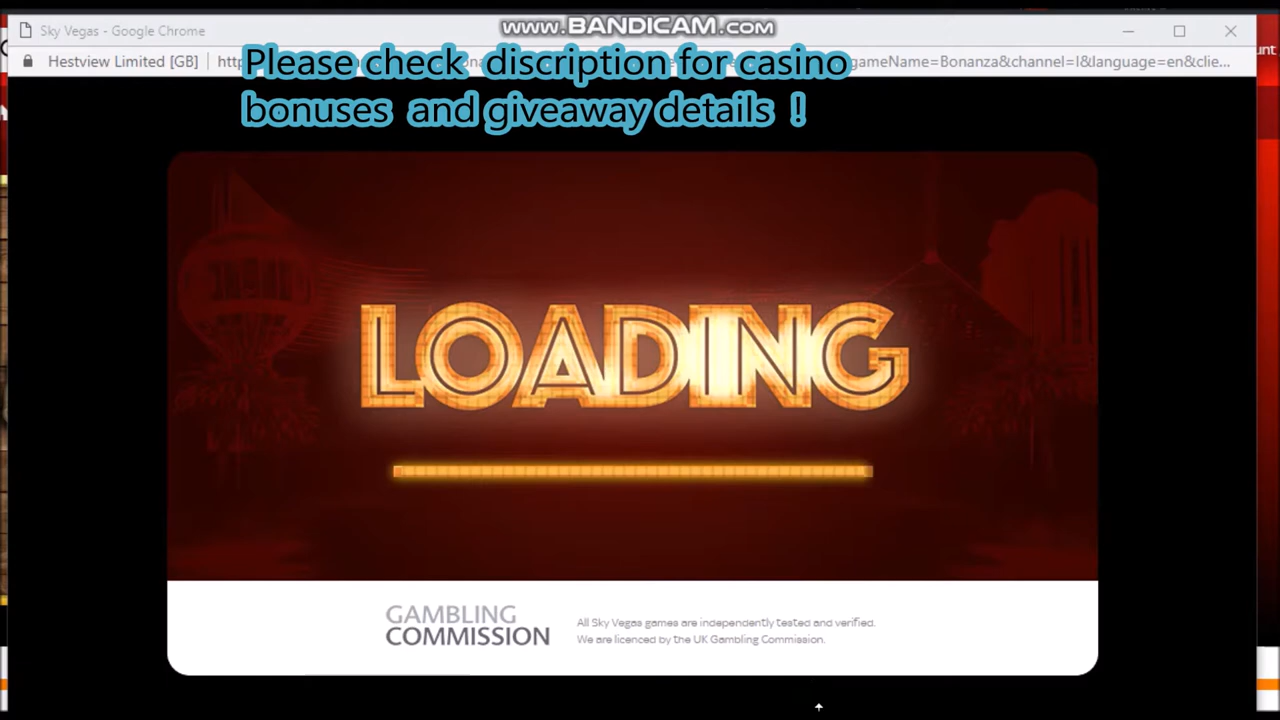 www.BANDICAM.com
Sky Vegas - Google Chrome
Hestview Limited [GB]
gameName=Bonanza&channel=I&language=en&clie...
Please check discription for casino
bonuses and giveaway details !
LOADING
GAMBLING
COMMISSION
All Sky Vegas games are independently tested and verified.
We are licenced by the UK Gambling Commission.